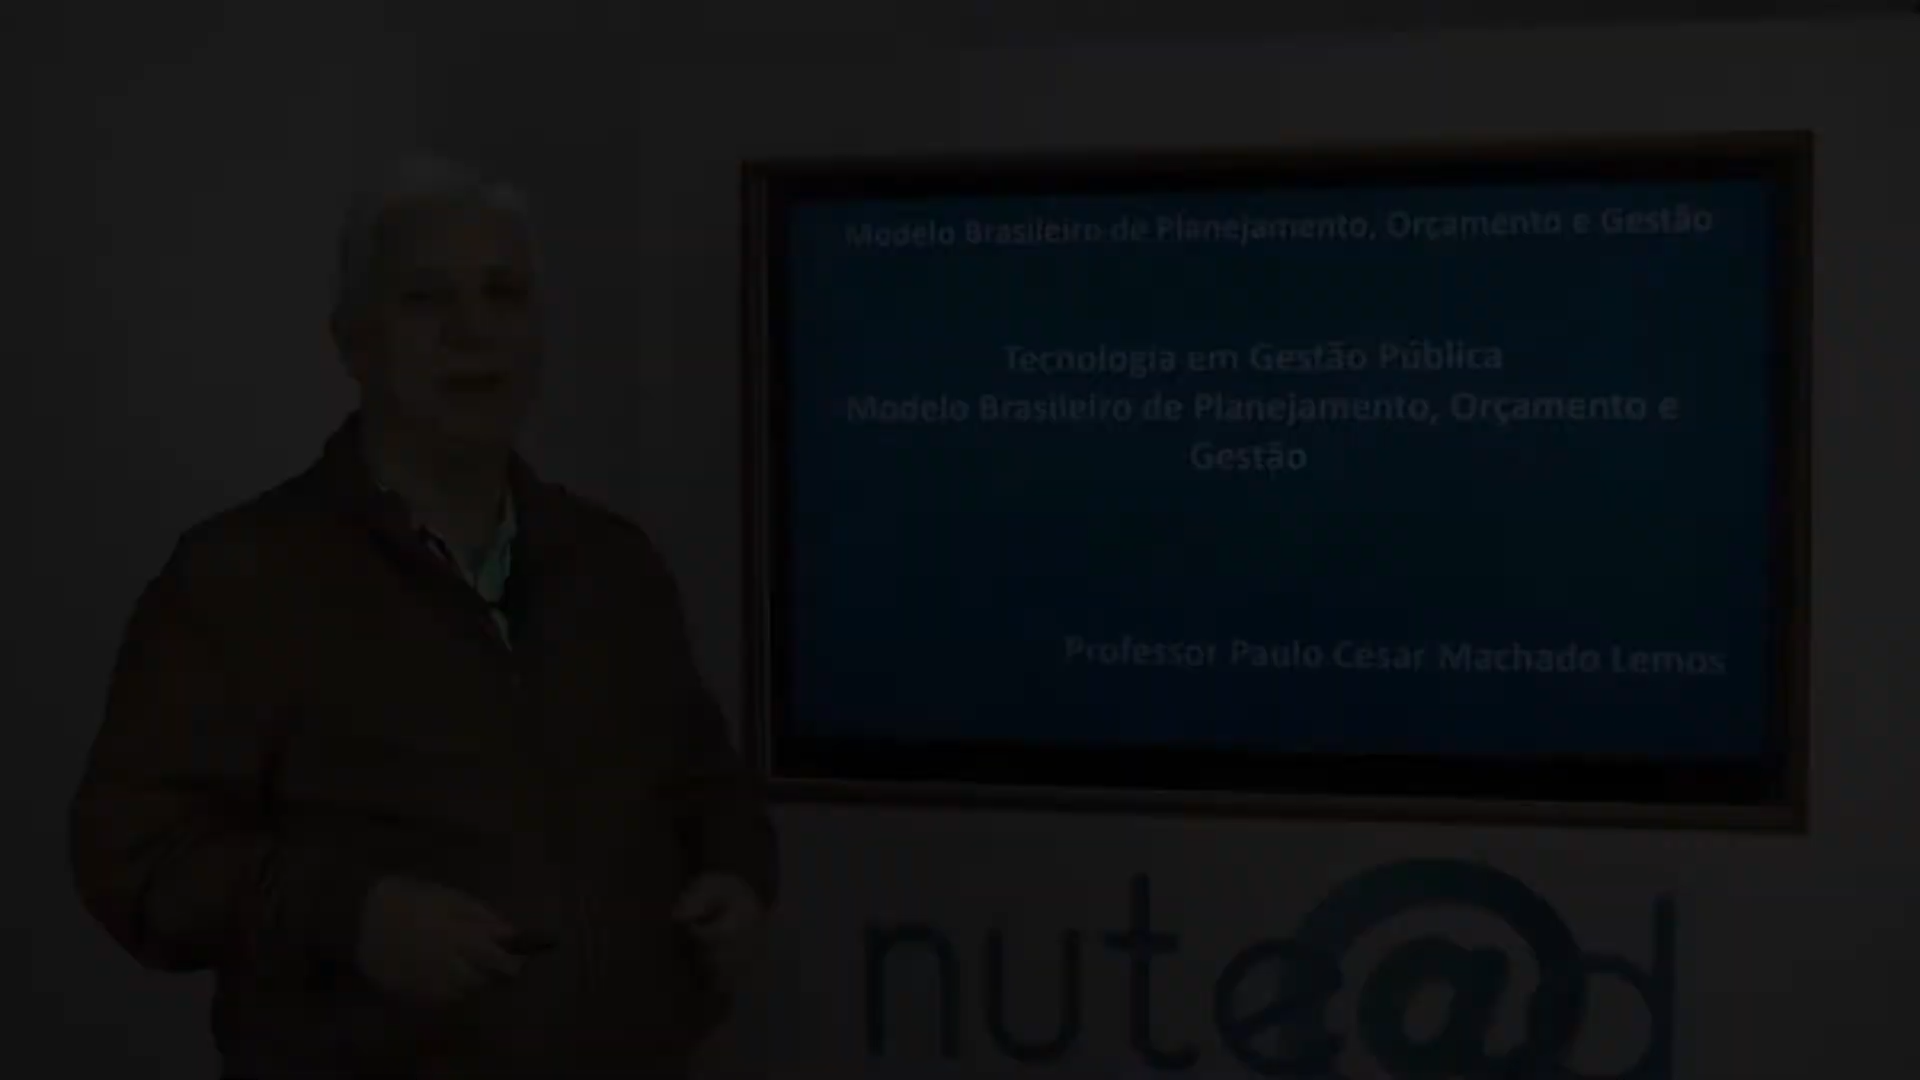 Modelo Brasileiro de Planejamento, Orçamento e Gestão
Tecnologia em Gestão Pública
Modelo Brasileiro de Planejamento, Orçamento e
Gestão
Professor Paulo Cesar Machado Lemos
nute@d